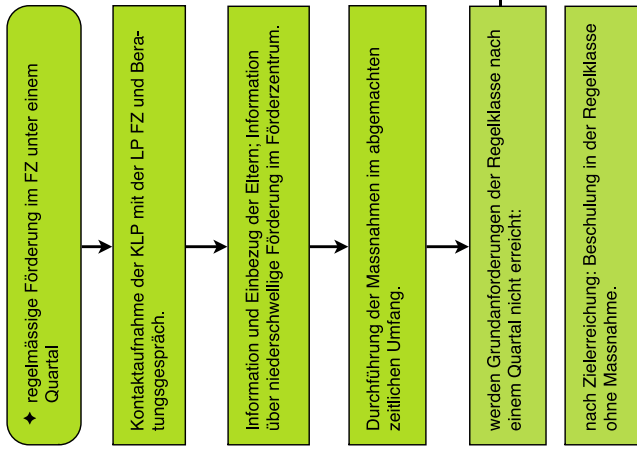 ✦ regelmässige Förderung im FZ unter einem
Quartal
Kontaktaufnahme der KLP mit der LP FZ und Bera-
tungsgespräch.
Information und Einbezug der Eltern; Information
über niederschwellige Förderung im Förderzentrum.
Durchführung der Massnahmen im abgemachten
zeitlichen Umfang.
werden Grundanforderungen der Regelklasse nach
einem Quartal nicht erreicht:
nach Zielerreichung: Beschulung in der Regelklasse
ohne Massnahme.